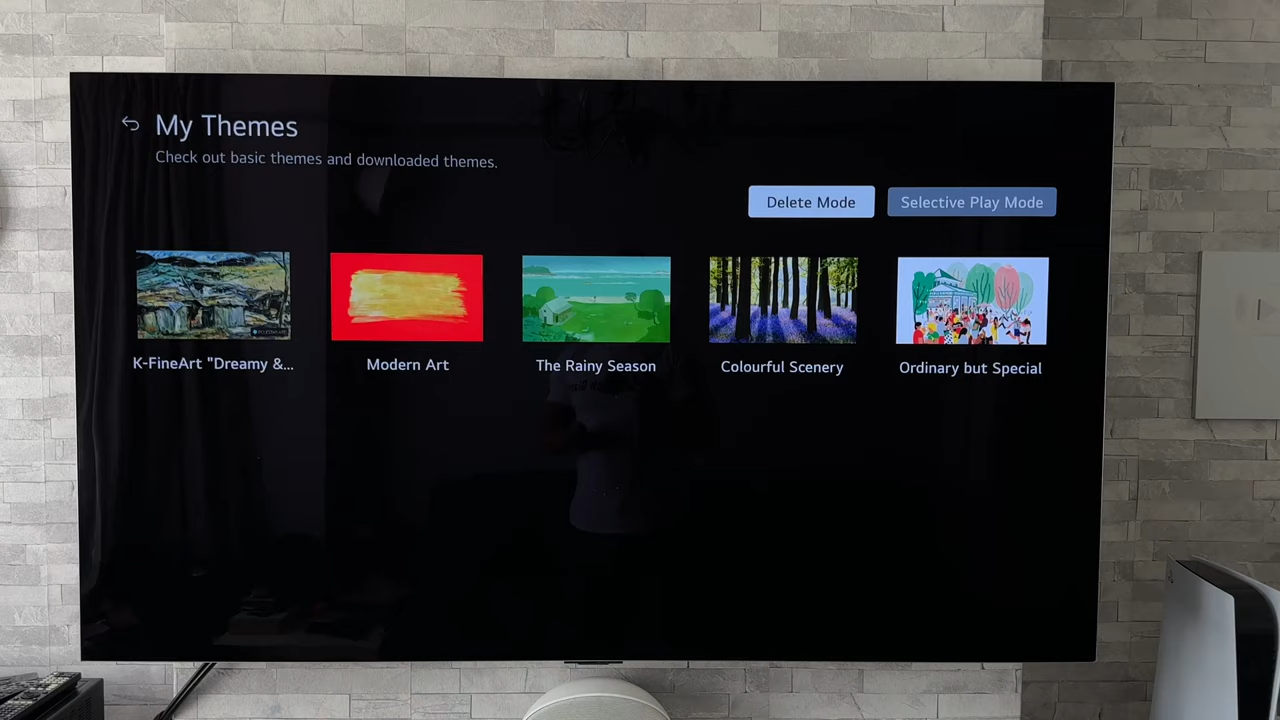 My Themes
Check out basic themes and downloaded themes.
Delete Mode
Selective Play Mode
K-FineArt "Dreamy &...
Modern Art
The Rainy Season
Colourful Scenery
Ordinary but Special